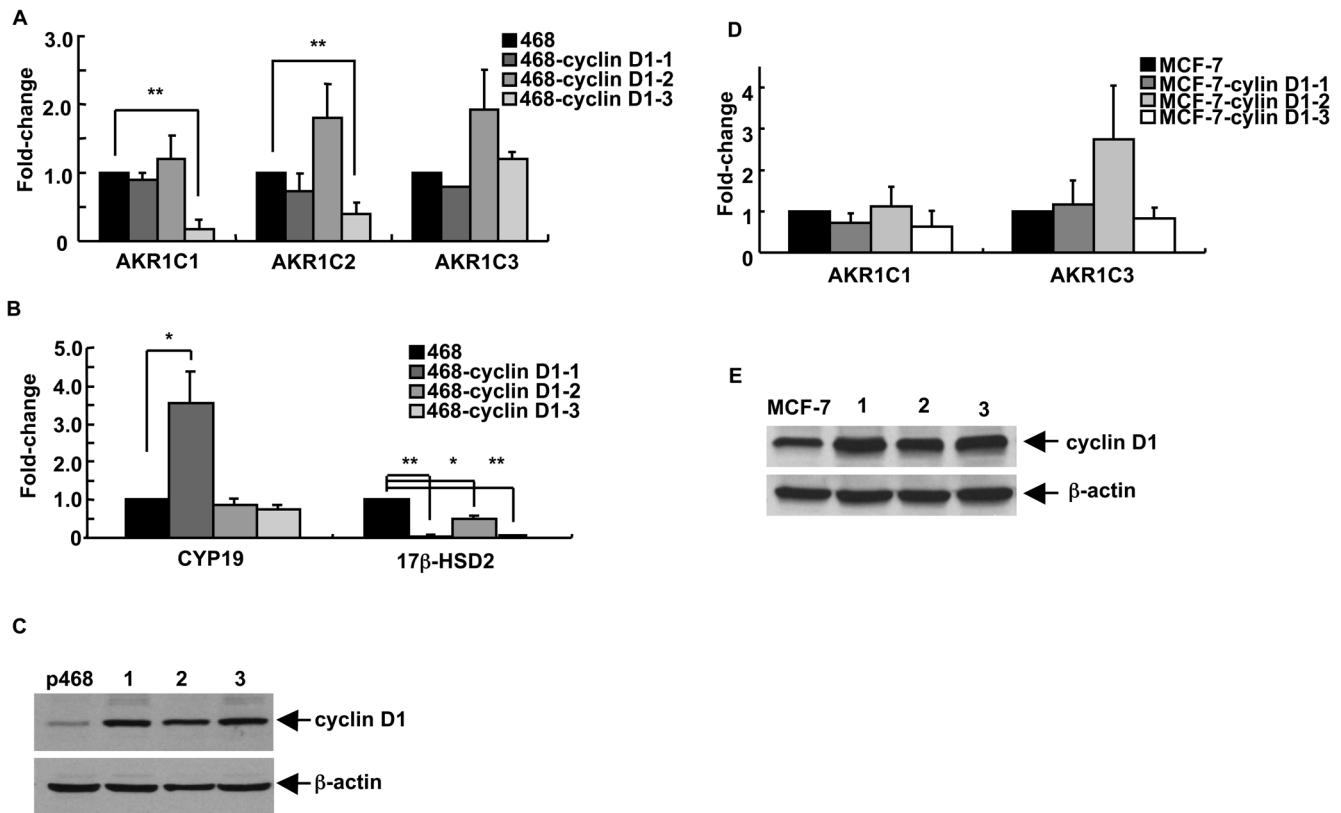 A
3.0
2.0
1.0
0
Fold-change
**
**
468
468-cyclin D1-1
468-cyclin D1-2
468-cyclin D1-3
AKR1C1
AKR1C2
AKR1C3
B
5.0
4.0
3.0
2.0
1.0
0
Fold-change
*
**
*
**
468
468-cyclin D1-1
468-cyclin D1-2
468-cyclin D1-3
CYP19
17β-HSD2
C
p468 1 2 3
cyclin D1
β-actin
D
4
3
2
1
0
Fold-change
MCF-7
MCF-7-cylin D1-1
MCF-7-cylin D1-2
MCF-7-cylin D1-3
AKR1C1
AKR1C3
E
MCF-7 1 2 3
cyclin D1
β-actin